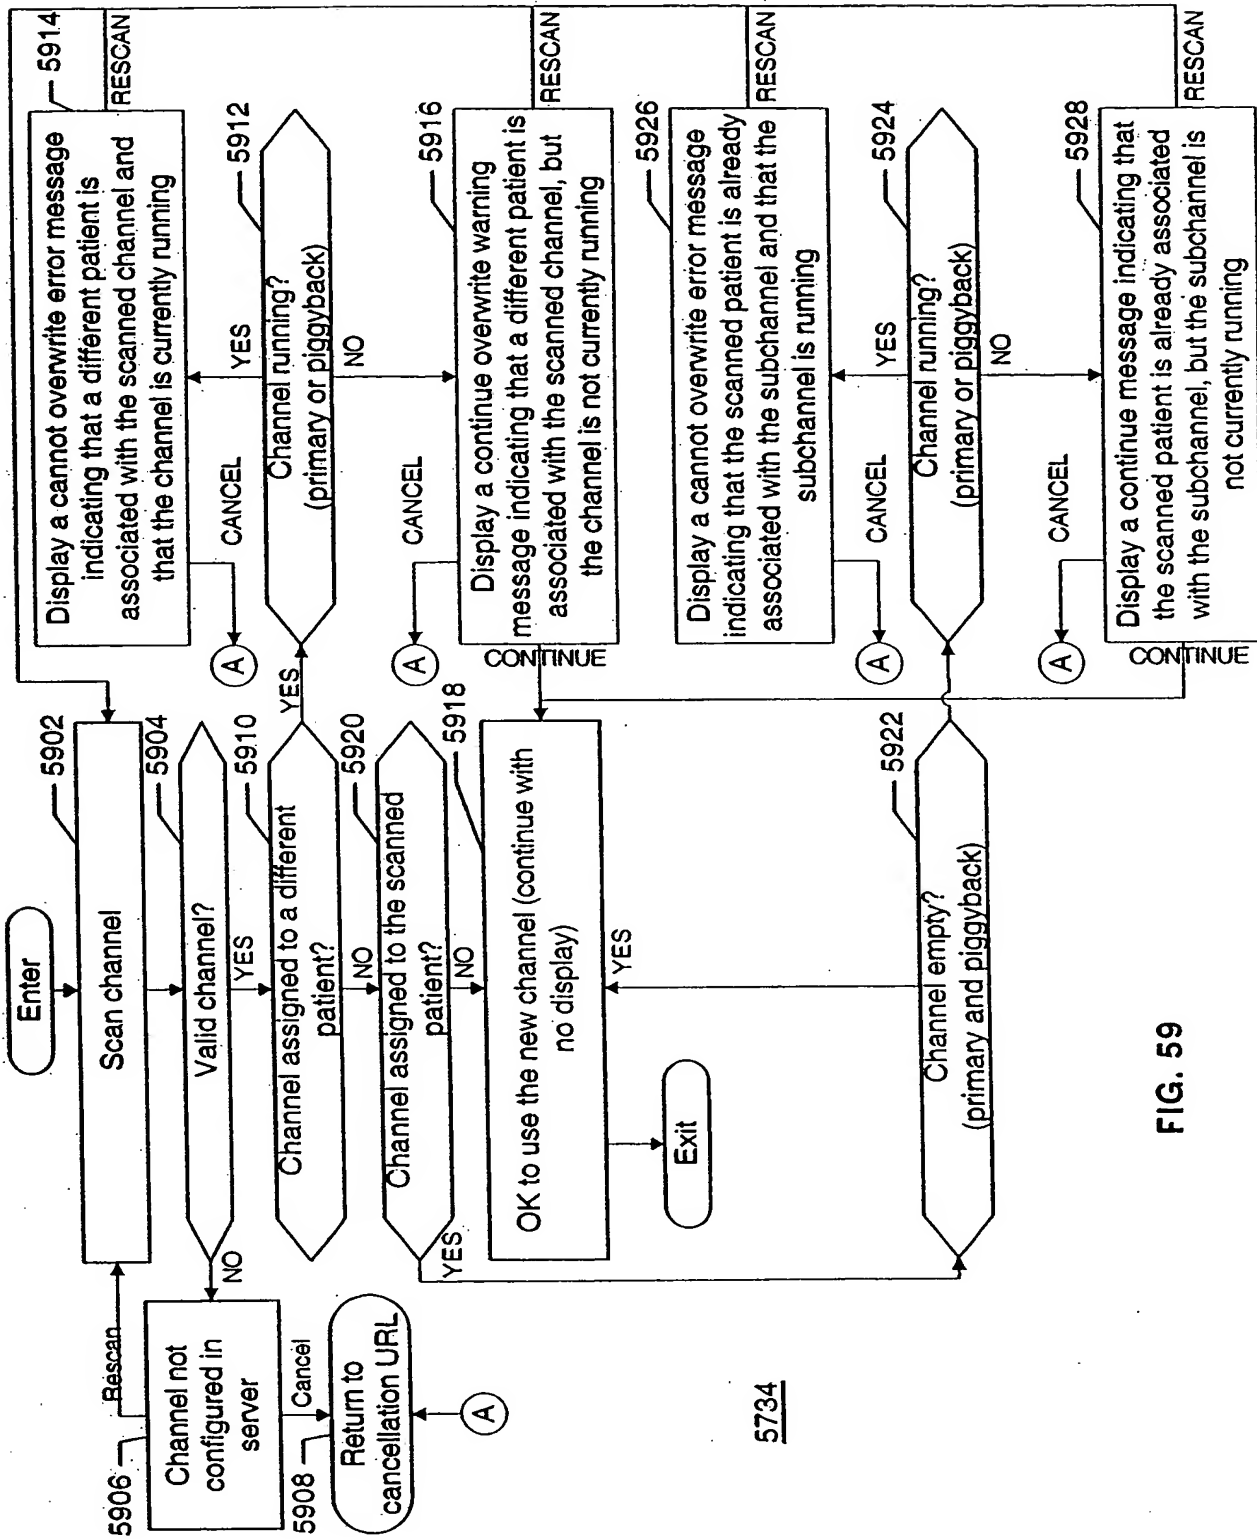 Enter
5902
Scan channel
5904
Valid channel?
YES
NO
Rescan
5906
Channel not
configured in
server
Cancel
5908
Return to
cancellation URL
A
5910
Channel assigned to a different
patient?
YES
NO
5920
Channel assigned to the scanned
patient?
YES
NO
5918
OK to use the new channel (continue with
no display)
YES
Exit
5922
Channel empty?
(primary and piggyback)
5914
Display a cannot overwrite error message
indicating that a different patient is
associated with the scanned channel and
that the channel is currently running
RESCAN
CANCEL
A
YES
5912
Channel running?
(primary or piggyback)
NO
CANCEL
A
5916
Display a continue overwrite warning
message indicating that a different patient is
associated with the scanned channel, but
the channel is not currently running
RESCAN
CONTINUE
5926
Display a cannot overwrite error message
indicating that the scanned patient is already
associated with the subchannel and that the
subchannel is running
RESCAN
CANCEL
A
YES
5924
Channel running?
(primary or piggyback)
NO
CANCEL
A
5928
Display a continue message indicating that
the scanned patient is already associated
with the subchannel, but the subchannel is
not currently running
RESCAN
CONTINUE
5734
FIG. 59